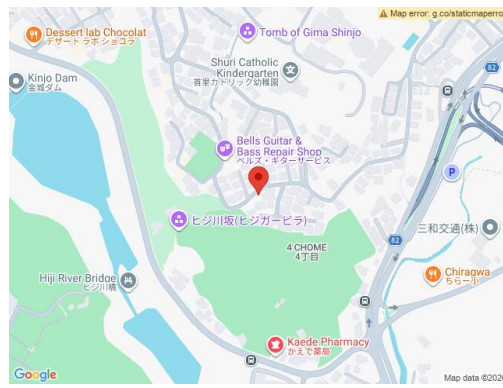 Map error: g.co/staticmaperro
Dessert lab Chocolat
デザート ラボ ショコラ
Tomb of Gima Shinjo
82
Kinjo Dam
金城ダム
Shuri Catholic
Kindergarten
首里カトリック幼稚園
Bells Guitar &
Bass Repair Shop
ベルズ・ギターサービス
P
ヒジ川坂(ヒジガービラ)
三和交通(株)
4 CHOME
4丁目
82
Hiji River Bridge
ヒジ川橋
Chiragwa
ちらー小
Kaede Pharmacy
かえで薬局
Google
Map data ©202